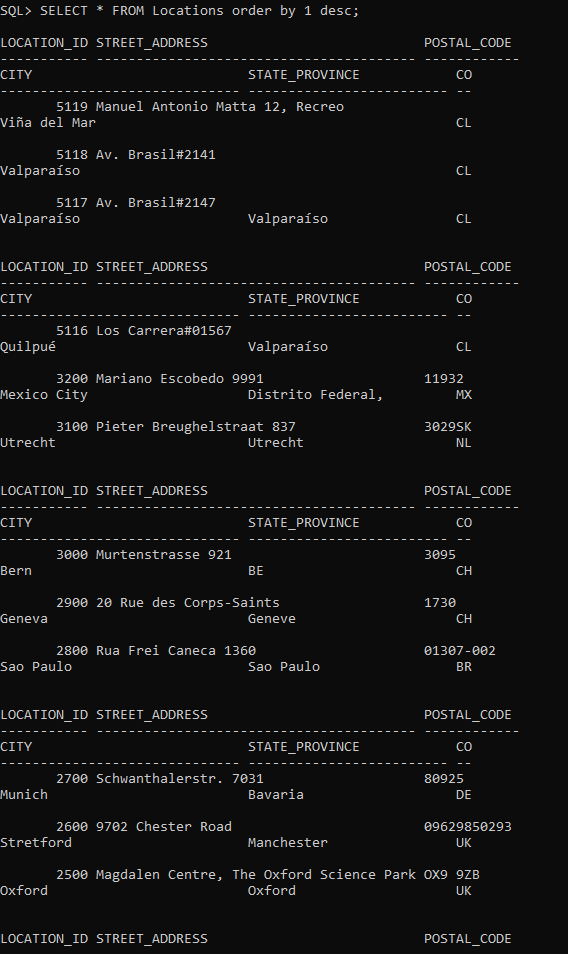 SQL> SELECT * FROM Locations order by 1 desc;
LOCATION_ID STREET_ADDRESS                           POSTAL_CODE
----------- ---------------------------------------- ------------
CITY                           STATE_PROVINCE            CO
------------------------------ ------------------------- --
       5119 Manuel Antonio Matta 12, Recreo
Viña del Mar                                             CL
       5118 Av. Brasil#2141
Valparaíso                                               CL
       5117 Av. Brasil#2147
Valparaíso                     Valparaíso                CL
LOCATION_ID STREET_ADDRESS                           POSTAL_CODE
----------- ---------------------------------------- ------------
CITY                           STATE_PROVINCE            CO
------------------------------ ------------------------- --
       5116 Los Carrera#01567
Quilpué                        Valparaíso                CL
       3200 Mariano Escobedo 9991                    11932
Mexico City                    Distrito Federal,         MX
       3100 Pieter Breughelstraat 837                3029SK
Utrecht                        Utrecht                   NL
LOCATION_ID STREET_ADDRESS                           POSTAL_CODE
----------- ---------------------------------------- ------------
CITY                           STATE_PROVINCE            CO
------------------------------ ------------------------- --
       3000 Murtenstrasse 921                        3095
Bern                           BE                        CH
       2900 20 Rue des Corps-Saints                  1730
Geneva                         Geneve                    CH
       2800 Rua Frei Caneca 1360                     01307-002
Sao Paulo                      Sao Paulo                 BR
LOCATION_ID STREET_ADDRESS                           POSTAL_CODE
----------- ---------------------------------------- ------------
CITY                           STATE_PROVINCE            CO
------------------------------ ------------------------- --
       2700 Schwanthalerstr. 7031                    80925
Munich                         Bavaria                   DE
       2600 9702 Chester Road                        09629850293
Stretford                      Manchester                UK
       2500 Magdalen Centre, The Oxford Science Park OX9 9ZB
Oxford                         Oxford                    UK
LOCATION_ID STREET_ADDRESS                           POSTAL_CODE